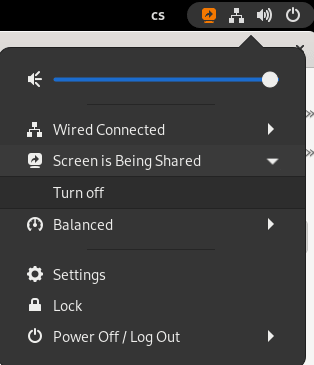 cs
Wired Connected
Screen is Being Shared
Turn off
Balanced
Settings
Lock
Power Off / Log Out